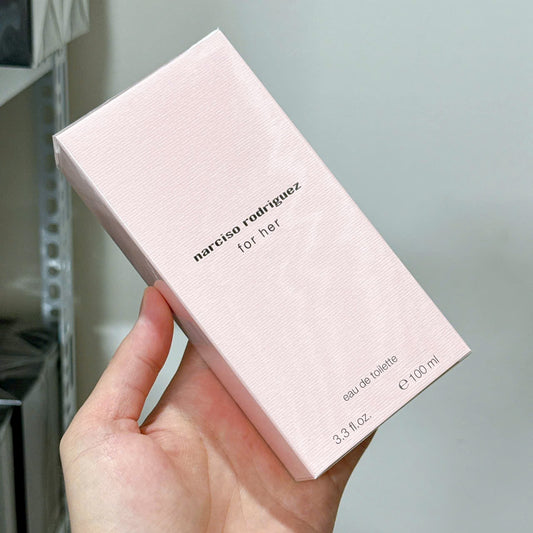 narciso rodriguez
for her
eau de toilette
3.3 fl.oz. ℮ 100 ml